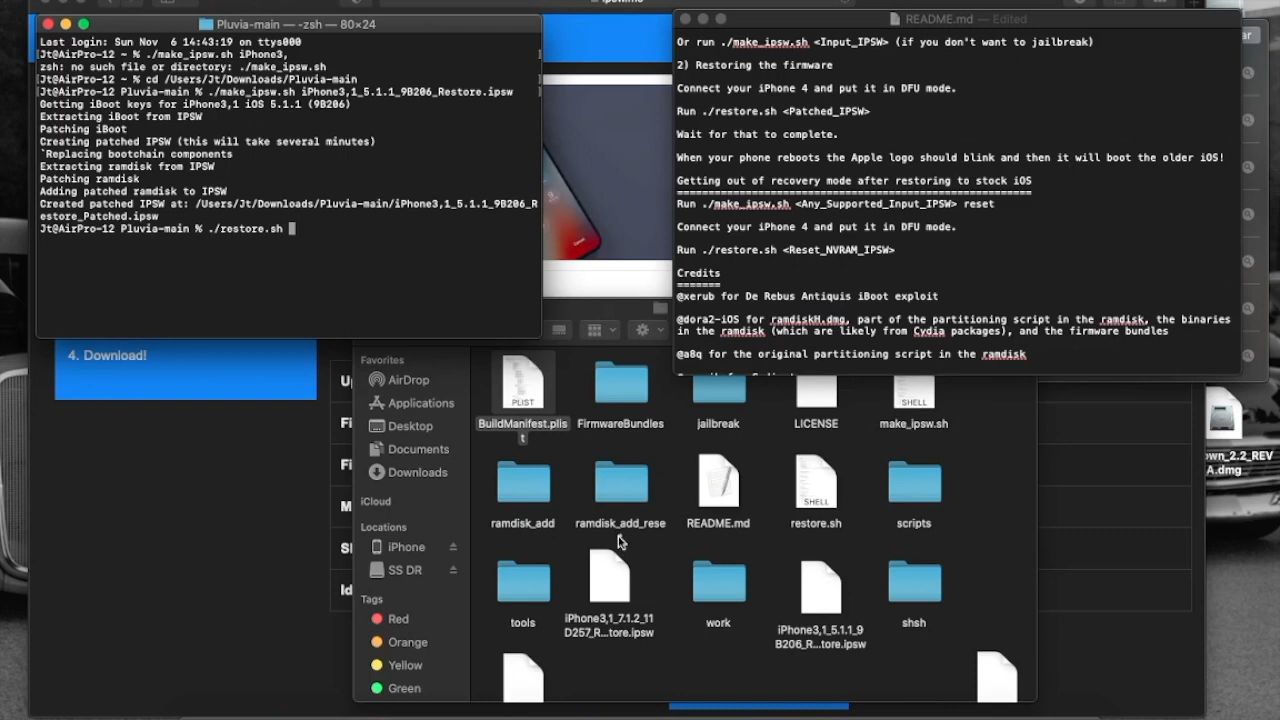 Pluvia-main — -zsh — 80×24
Last login: Sun Nov  6 14:43:19 on ttys000
Jt@AirPro-12 ~ % ./make_ipsw.sh iPhone3,
zsh: no such file or directory: ./make_ipsw.sh
Jt@AirPro-12 ~ % cd /Users/Jt/Downloads/Pluvia-main
Jt@AirPro-12 Pluvia-main % ./make_ipsw.sh iPhone3,1_5.1.1_9B206_Restore.ipsw
Getting iBoot keys for iPhone3,1 iOS 5.1.1 (9B206)
Extracting iBoot from IPSW
Patching iBoot
Creating patched IPSW (this will take several minutes)
`Replacing bootchain components
Extracting ramdisk from IPSW
Patching ramdisk
Adding patched ramdisk to IPSW
Created patched IPSW at: /Users/Jt/Downloads/Pluvia-main/iPhone3,1_5.1.1_9B206_R
estore_Patched.ipsw
Jt@AirPro-12 Pluvia-main % ./restore.sh
README.md — Edited
Or run ./make_ipsw.sh <Input_IPSW> (if you don't want to jailbreak)
2) Restoring the firmware
Connect your iPhone 4 and put it in DFU mode.
Run ./restore.sh <Patched_IPSW>
Wait for that to complete.
When your phone reboots the Apple logo should blink and then it will boot the older iOS!
Getting out of recovery mode after restoring to stock iOS
=========================================================
Run ./make_ipsw.sh <Any_Supported_Input_IPSW> reset
Connect your iPhone 4 and put it in DFU mode.
Run ./restore.sh <Reset_NVRAM_IPSW>
Credits
=======
@xerub for De Rebus Antiquis iBoot exploit
@dora2-iOS for ramdiskH.dmg, part of the partitioning script in the ramdisk, the binaries
in the ramdisk (which are likely from Cydia packages), and the firmware bundles
@a8q for the original partitioning script in the ramdisk
4. Download!
Favorites
AirDrop
Applications
Desktop
Documents
Downloads
iCloud
Locations
iPhone
SS DR
Tags
Red
Orange
Yellow
Green
PLIST
BuildManifest.plis
t
FirmwareBundles
jailbreak
LICENSE
SHELL
make_ipsw.sh
ramdisk_add
ramdisk_add_rese
README.md
SHELL
restore.sh
scripts
tools
iPhone3,1_7.1.2_11
D257_R...tore.ipsw
work
iPhone3,1_5.1.1_9
B206_R...tore.ipsw
shsh
own_2.2_REV
A.dmg